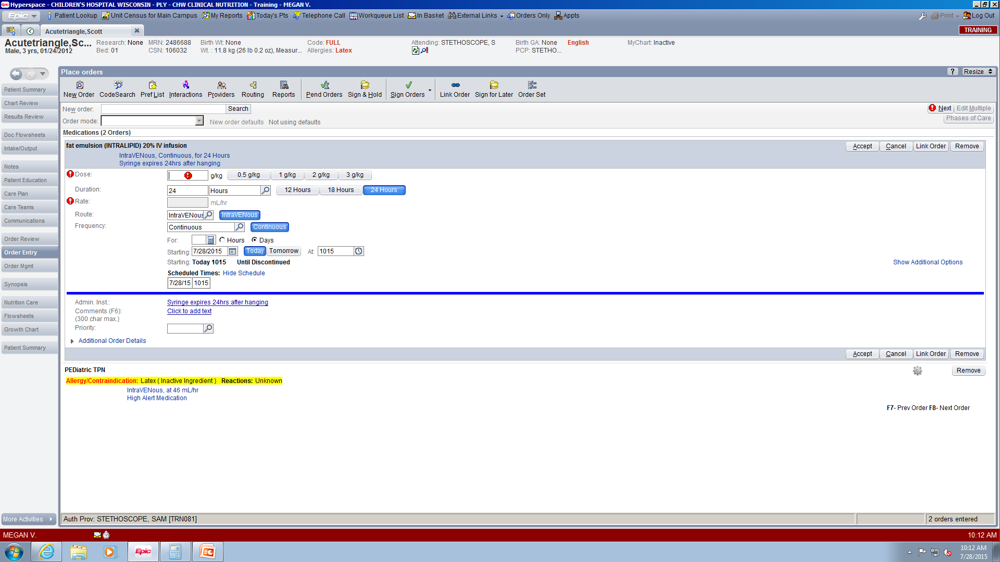 Hyperspace - CHILDREN'S HOSPITAL WISCONSIN - PLY - CHW CLINICAL NUTRITION - Training - MEGAN V.
Epic Patient Lookup Unit Census for Main Campus My Reports Today's Pts Telephone Call Workqueue List In Basket External Links Orders Only Appts Print Log Out
Acutetriangle,Scott TRAINING
Acutetriangle,Sc... Research: None MRN: 2486688 Birth Wt: None Code: FULL Attending: STETHOSCOPE, S Birth GA: None English MyChart: Inactive
Male, 3 yrs, 01/24/2012 Bed: 01 CSN: 106032 Wt. : 11.8 kg (26 lb 0.2 oz), Measur... Allergies: Latex PCP: STETHO...
Place orders ? Resize
New Order CodeSearch Pref List Interactions Providers Routing Reports Pend Orders Sign & Hold Sign Orders Link Order Sign for Later Order Set
New order: Search Next Edit Multiple
Order mode: New order defaults Not using defaults Phases of Care
Medications (2 Orders)
fat emulsion (INTRALIPID) 20% IV infusion Accept Cancel Link Order Remove
IntraVENous, Continuous, for 24 Hours
Syringe expires 24hrs after hanging
Dose: g/kg 0.5 g/kg 1 g/kg 2 g/kg 3 g/kg
Duration: 24 Hours 12 Hours 18 Hours 24 Hours
Rate: mL/hr
Route: IntraVENous IntraVENous
Frequency: Continuous Continuous
For: Hours Days
Starting: 7/28/2015 Today Tomorrow At: 1015
Starting: Today 1015 Until Discontinued Show Additional Options
Scheduled Times: Hide Schedule
7/28/15 1015
Admin. Inst.: Syringe expires 24hrs after hanging
Comments (F6): Click to add text
(300 char max.)
Priority:
Additional Order Details
Accept Cancel Link Order Remove
PEDiatric TPN Remove
Allergy/Contraindication: Latex ( Inactive Ingredient ) Reactions: Unknown
IntraVENous, at 46 mL/hr
High Alert Medication
F7- Prev Order F8- Next Order
Patient Summary
Chart Review
Results Review
Doc Flowsheets
Intake/Output
Notes
Patient Education
Care Plan
Care Teams
Communications
Order Review
Order Entry
Order Mgmt
Synopsis
Nutrition Care
Flowsheets
Growth Chart
Patient Summary
More Activities
Auth Prov: STETHOSCOPE, SAM [TRN081] 2 orders entered
MEGAN V. 10:12 AM
Epic
10:12 AM
7/28/2015